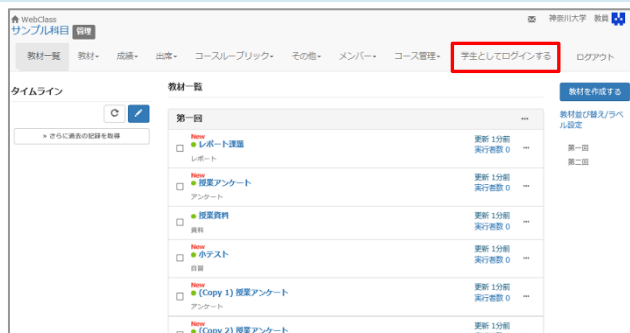 WebClass
神奈川大学 教員
サンプル科目 管理
教材一覧 教材 成績 出席 コースルーブリック その他 メンバー コース管理 学生としてログインする ログアウト
タイムライン
» さらに過去の記録を取得
教材一覧
第一回 ...
New
レポート課題
レポート
更新 1分前
実行者数 0 ...
New
授業アンケート
アンケート
更新 1分前
実行者数 0 ...
授業資料
資料
更新 1分前
実行者数 0 ...
New
小テスト
自習
更新 1分前
実行者数 0 ...
New
(Copy 1) 授業アンケート
アンケート
更新 1分前
実行者数 0 ...
New
(Copy 2) 授業アンケート
更新 1分前
教材を作成する
教材並び替え/ラベ
ル設定
第一回
第二回